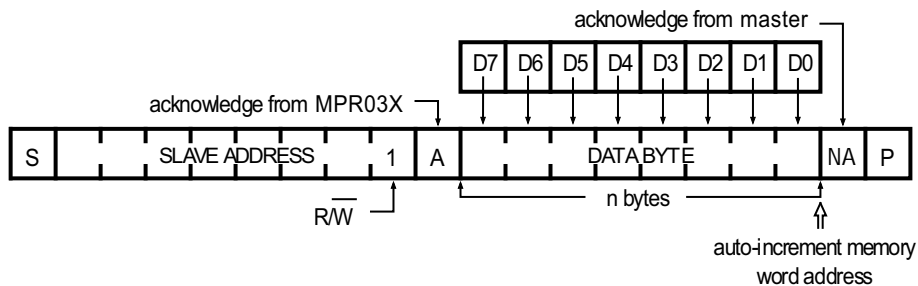 acknowledge from master
D7 D6 D5 D4 D3 D2 D1 D0
acknowledge from MPR03X
S SLAVE ADDRESS 1 A DATA BYTE NA P
R/W̅
n bytes
auto-increment memory
word address